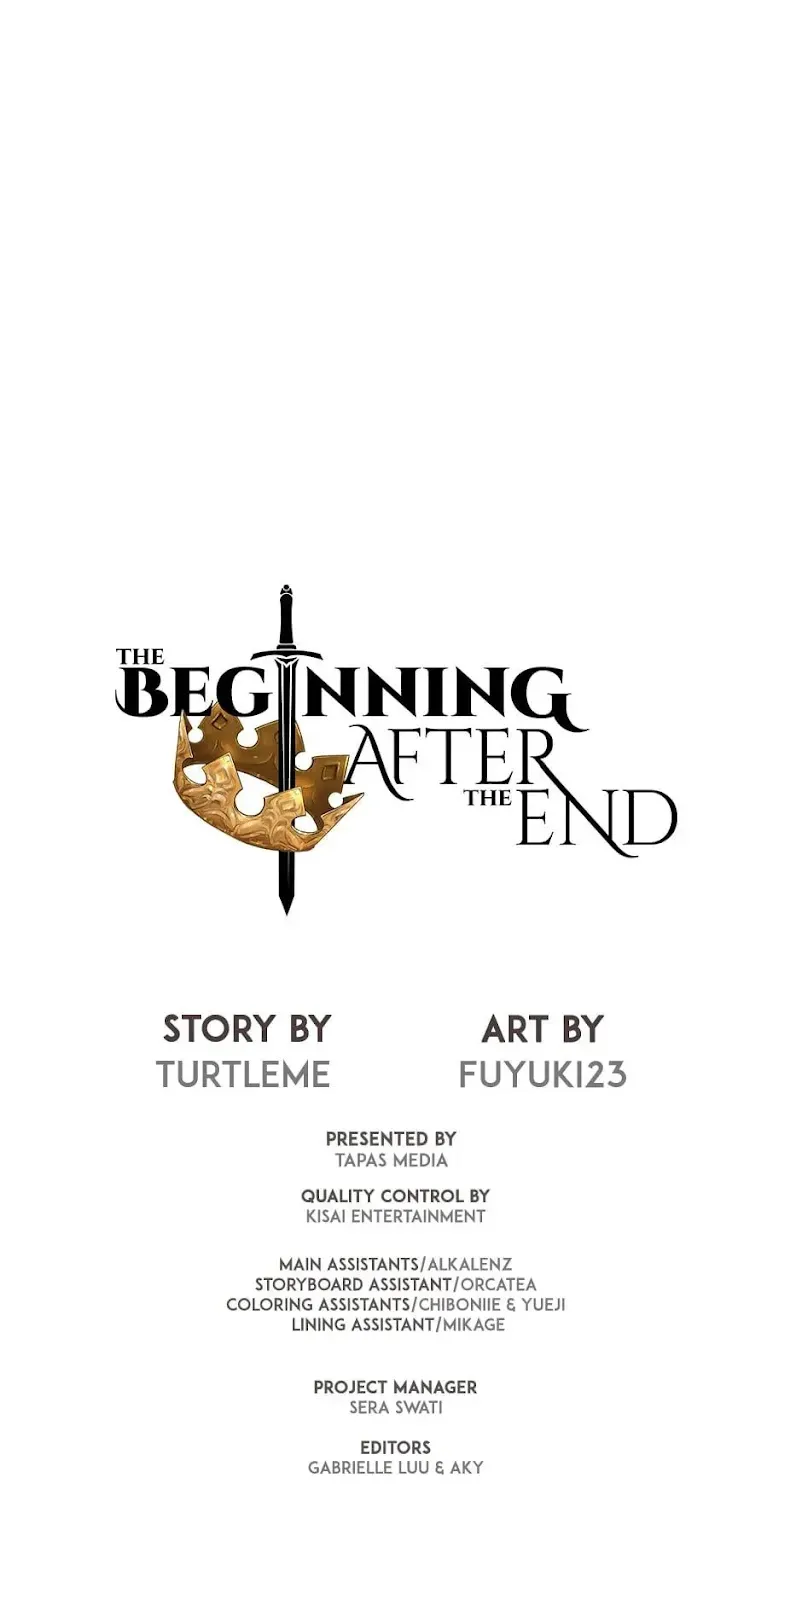 THE
BEGINNING
AFTER
THE END
STORY BY
TURTLEME
ART BY
FUYUKI23
PRESENTED BY
TAPAS MEDIA
QUALITY CONTROL BY
KISAI ENTERTAINMENT
MAIN ASSISTANTS/ALKALENZ
STORYBOARD ASSISTANT/ORCATEA
COLORING ASSISTANTS/CHIBONIIE & YUEJI
LINING ASSISTANT/MIKAGE
PROJECT MANAGER
SERA SWATI
EDITORS
GABRIELLE LUU & AKY